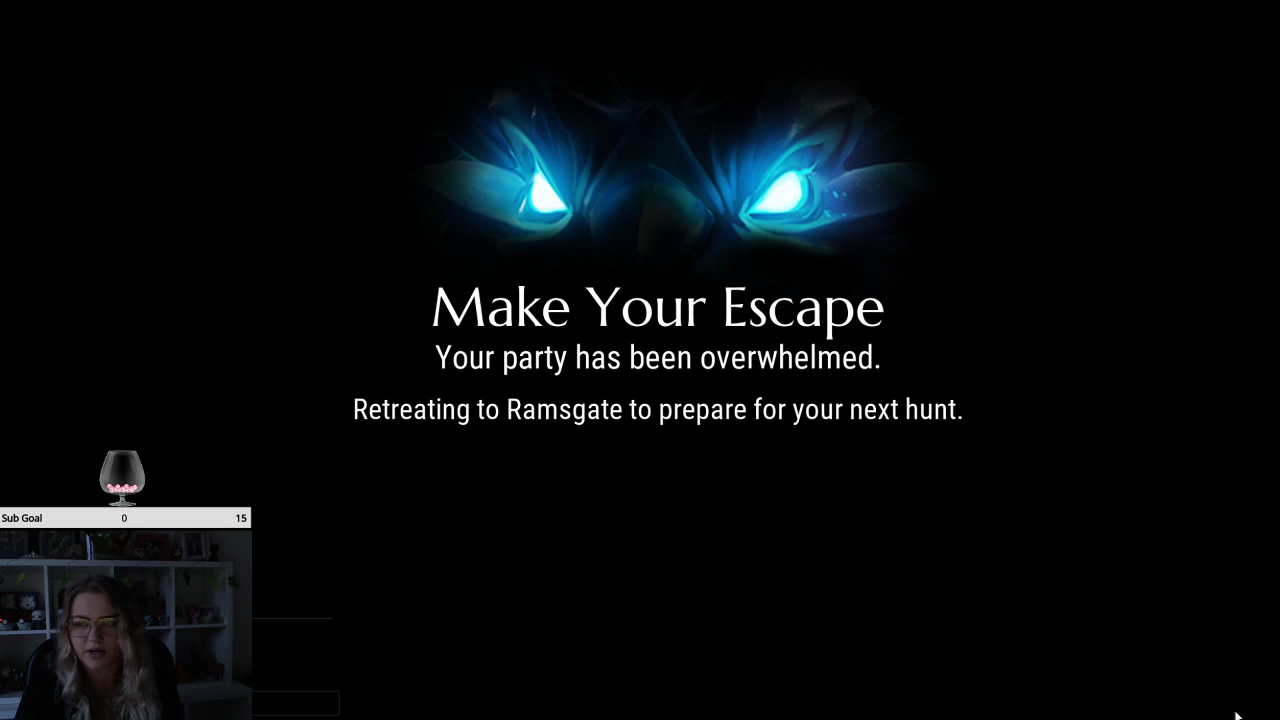 Make Your Escape
Your party has been overwhelmed.
Retreating to Ramsgate to prepare for your next hunt.
Sub Goal 0 15